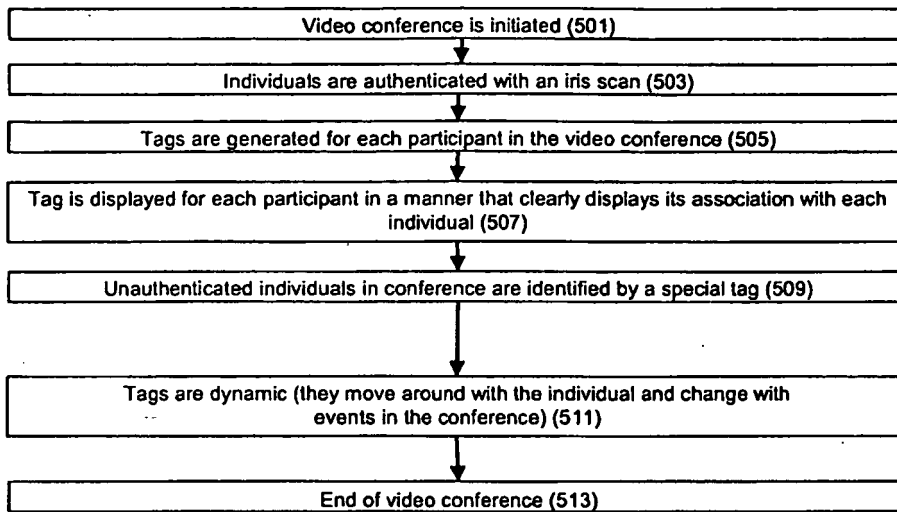 Video conference is initiated (501)
Individuals are authenticated with an iris scan (503)
Tags are generated for each participant in the video conference (505)
Tag is displayed for each participant in a manner that clearly displays its association with each
individual (507)
Unauthenticated individuals in conference are identified by a special tag (509)
Tags are dynamic (they move around with the individual and change with
events in the conference) (511)
End of video conference (513)